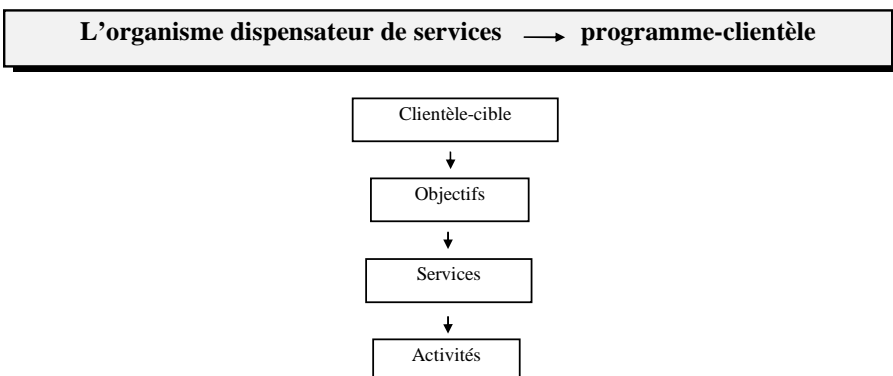 L’organisme dispensateur de services → programme-clientèle
Clientèle-cible
Objectifs
Services
Activités